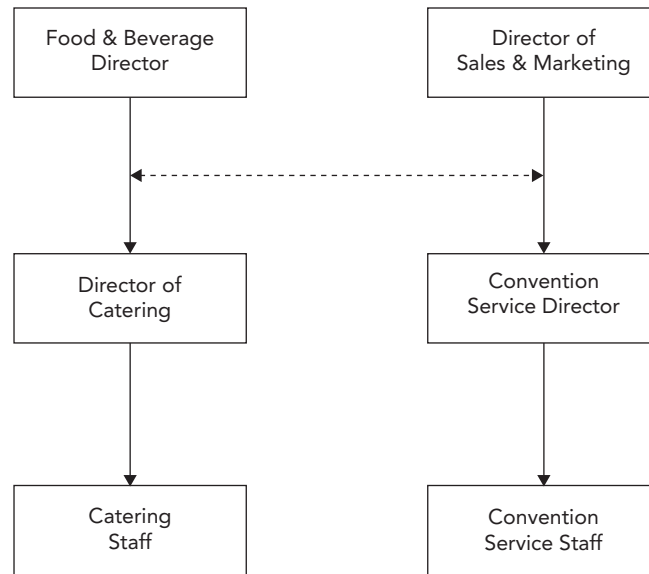 Food & Beverage
Director
Director of
Sales & Marketing
Director of
Catering
Convention
Service Director
Catering
Staff
Convention
Service Staff